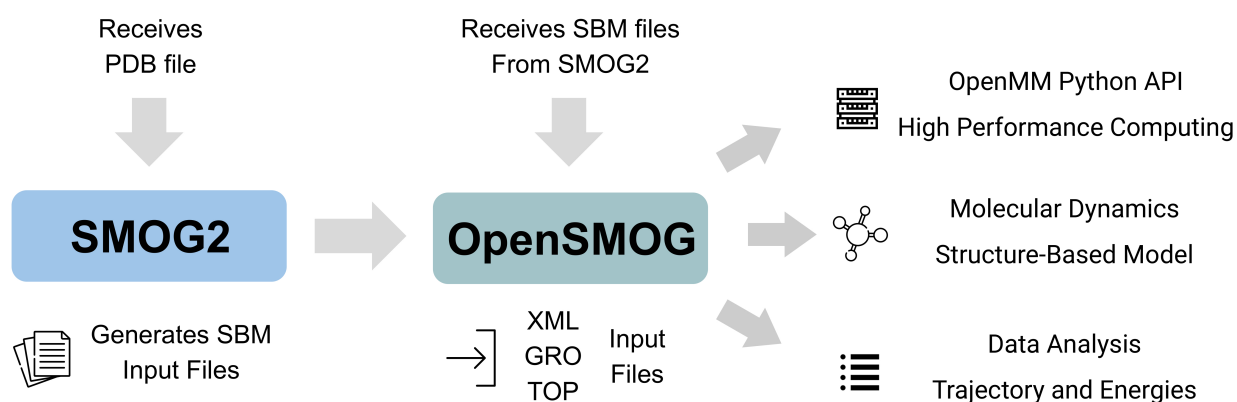 Receives
PDB file
SMOG2
Generates SBM
Input Files
Receives SBM files
From SMOG2
OpenSMOG
XML
GRO
TOP
Input
Files
OpenMM Python API
High Performance Computing
Molecular Dynamics
Structure-Based Model
Data Analysis
Trajectory and Energies